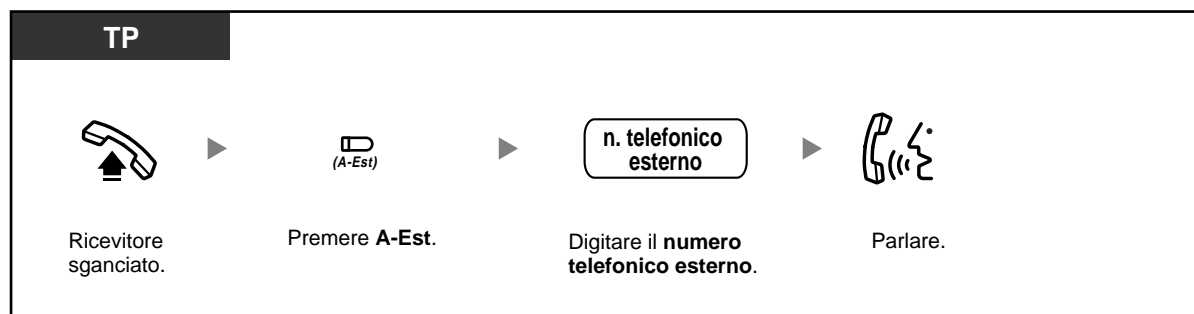 TP
(A-Est)
n. telefonico
esterno
Ricevitore
sganciato.
Premere A-Est.
Digitare il numero
telefonico esterno.
Parlare.